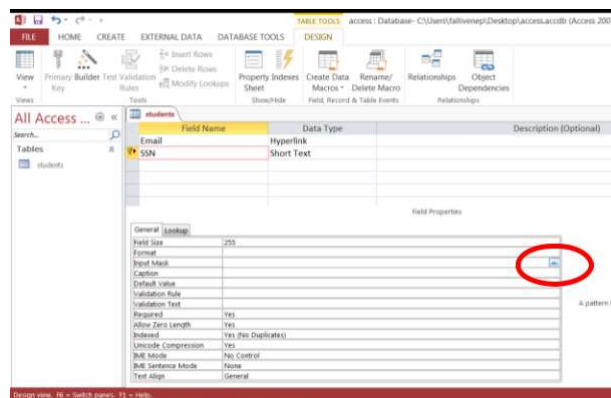 TABLE TOOLS access : Database- C:\Users\fallivenep\Desktop\access.accdb (Access 200
FILE HOME CREATE EXTERNAL DATA DATABASE TOOLS DESIGN
View Primary Key Builder Test Validation Rules Insert Rows Delete Rows Modify Lookups Property Sheet Indexes Create Data Macros Rename/ Delete Macro Relationships Object Dependencies
Views Tools Show/Hide Field, Record & Table Events Relationships
All Access ... «
Search...
Tables
students
students
Field Name Data Type Description (Optional)
Email Hyperlink
SSN Short Text
Field Properties
General Lookup
Field Size 255
Format
Input Mask
Caption
Default Value
Validation Rule
Validation Text
Required Yes
Allow Zero Length Yes
Indexed Yes (No Duplicates)
Unicode Compression Yes
IME Mode No Control
IME Sentence Mode None
Text Align General
A pattern
Design view. F6 = Switch panes. F1 = Help.